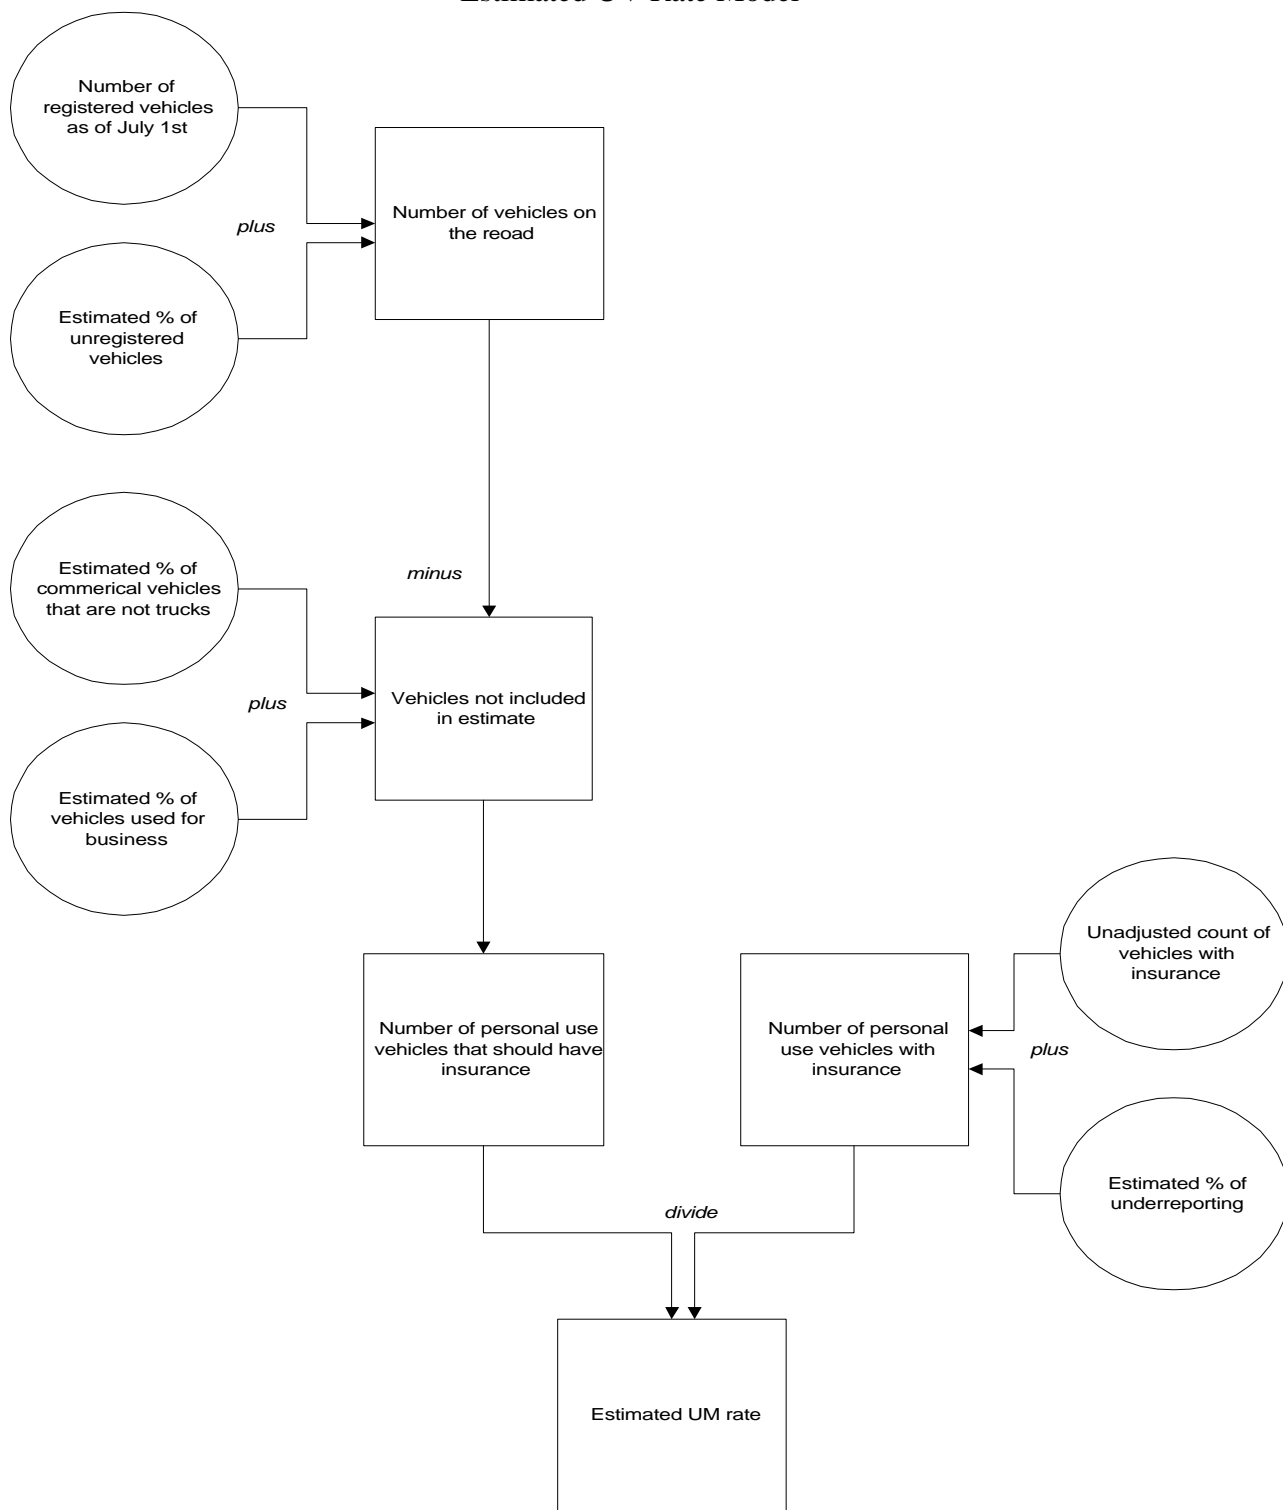 Estimated UV Rate Model
Number of
registered vehicles
as of July 1st
plus
Number of vehicles on
the reoad
Estimated % of
unregistered
vehicles
Estimated % of
commerical vehicles
that are not trucks
minus
plus
Vehicles not included
in estimate
Estimated % of
vehicles used for
business
Unadjusted count of
vehicles with
insurance
Number of personal use
vehicles that should have
insurance
Number of personal
use vehicles with
insurance
plus
Estimated % of
underreporting
divide
Estimated UM rate